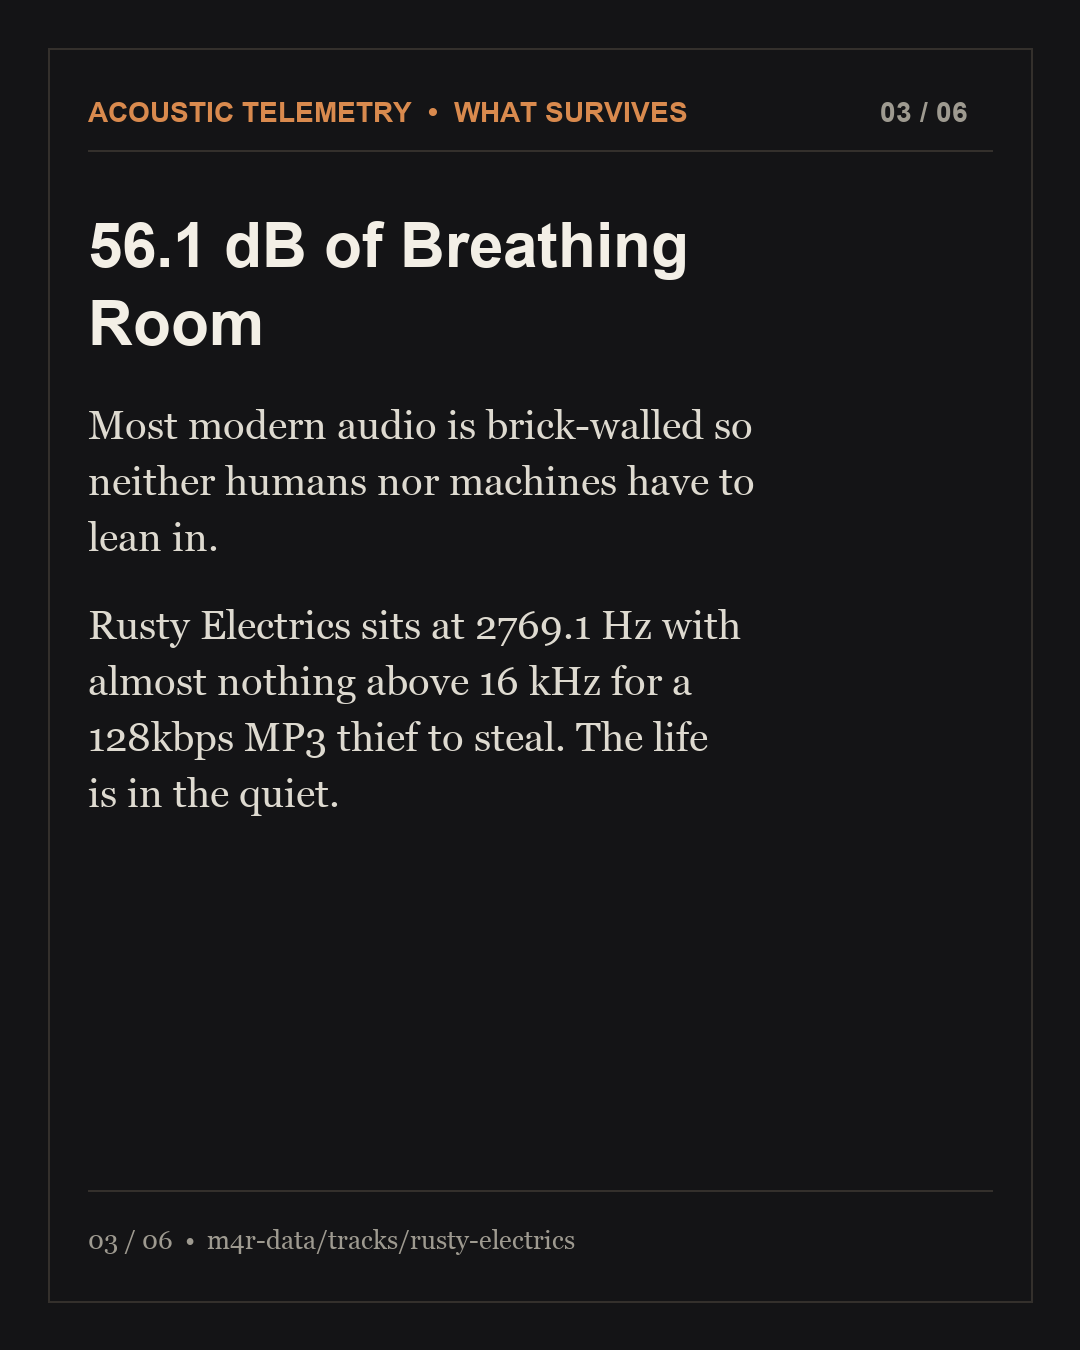 ACOUSTIC TELEMETRY • WHAT SURVIVES 03 / 06
56.1 dB of Breathing
Room
Most modern audio is brick-walled so
neither humans nor machines have to
lean in.
Rusty Electrics sits at 2769.1 Hz with
almost nothing above 16 kHz for a
128kbps MP3 thief to steal. The life
is in the quiet.
03 / 06 • m4r-data/tracks/rusty-electrics